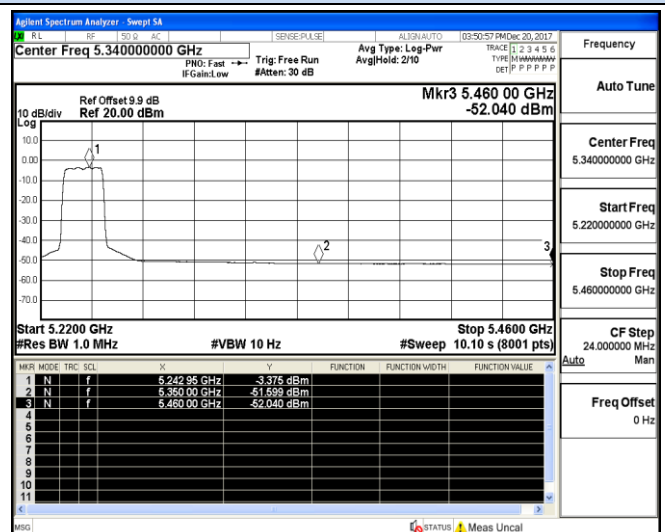 Agilent Spectrum Analyzer - Swept SA
LXI RL RF 50 Ω AC SENSE:PULSE ALIGNAUTO 03:50:57 PM Dec 20, 2017
Center Freq 5.340000000 GHz
PNO: Fast
IFGain:Low
Trig: Free Run
#Atten: 30 dB
Avg Type: Log-Pwr
Avg|Hold: 2/10
TRACE 1 2 3 4 5 6
TYPE M WWWWW
DET P P P P P P
Frequency
Auto Tune
Center Freq
5.340000000 GHz
Start Freq
5.220000000 GHz
Stop Freq
5.460000000 GHz
CF Step
24.000000 MHz
Auto Man
Freq Offset
0 Hz
Mkr3 5.460 00 GHz
-52.040 dBm
Ref Offset 9.9 dB
10 dB/div Ref 20.00 dBm
Log
10.0
0.00
-10.0
-20.0
-30.0
-40.0
-50.0
-60.0
-70.0
1
2
3
Start 5.2200 GHz Stop 5.4600 GHz
#Res BW 1.0 MHz #VBW 10 Hz #Sweep 10.10 s (8001 pts)
MKR MODE TRC SCL X Y FUNCTION FUNCTION WIDTH FUNCTION VALUE
1 N f 5.242 95 GHz -3.375 dBm
2 N f 5.350 00 GHz -51.599 dBm
3 N f 5.460 00 GHz -52.040 dBm
4
5
6
7
8
9
10
11
MSG STATUS Meas Uncal